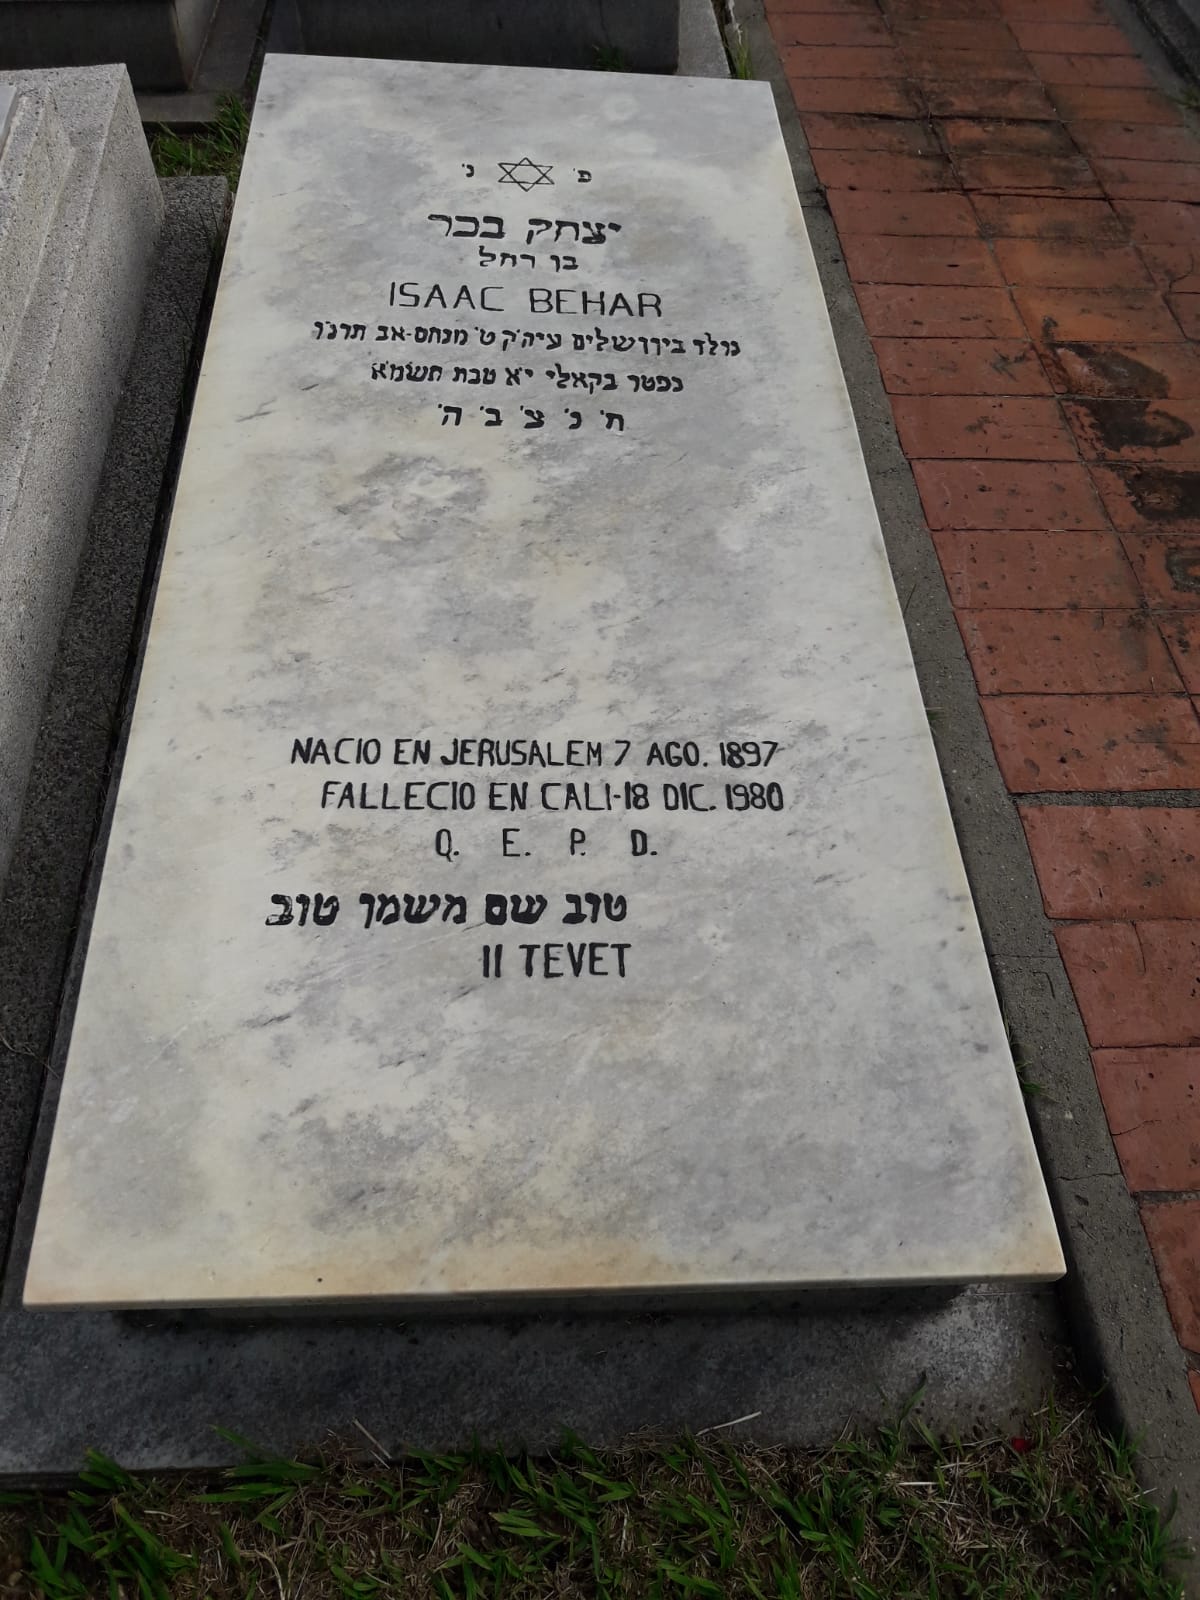 פ׳ נ׳
יצחק בכר
בן רחל
ISAAC BEHAR
נולד בירושלים עיה״ק ט׳ מנחם-אב תרנ״ז
נפטר בקאלי י״א טבת תשמ״א
ח׳ נ׳ צ׳ ב׳ ה׳
NACIO EN JERUSALEM 7 AGO. 1897
FALLECIO EN CALI-18 DIC. 1980
Q. E. P. D.
טוב שם משמן טוב
11 TEVET